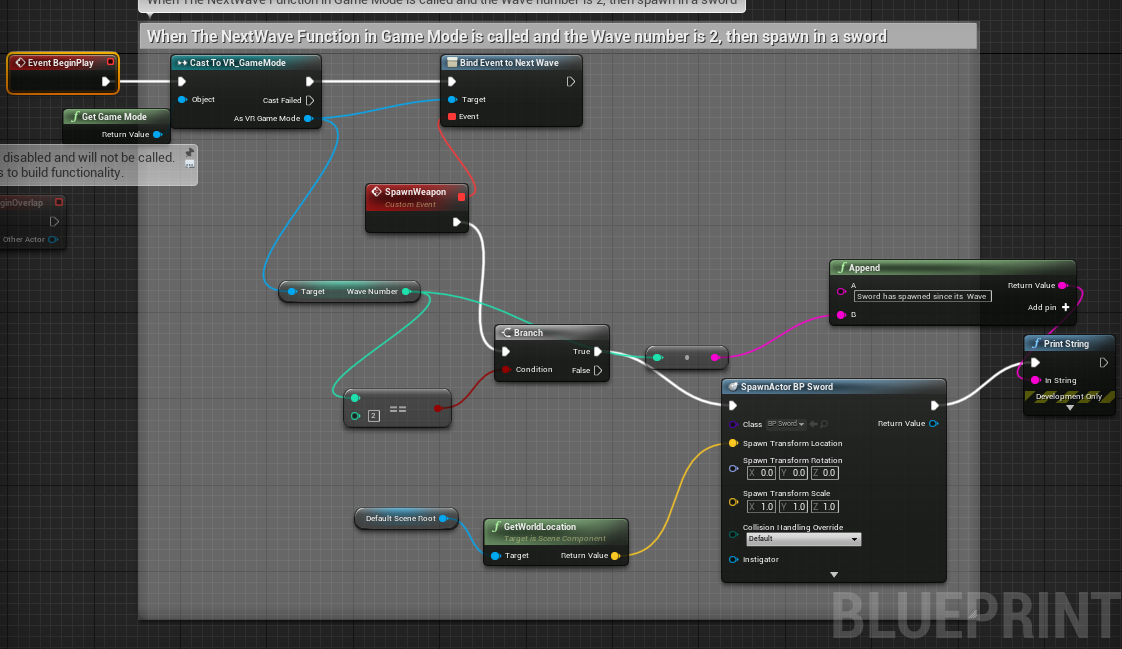 When The NextWave Function in Game Mode is called and the Wave number is 2, then spawn in a sword
When The NextWave Function in Game Mode is called and the Wave number is 2, then spawn in a sword
Event BeginPlay
Cast To VR_GameMode
Object
Cast Failed
As VR Game Mode
Bind Event to Next Wave
Target
Event
Get Game Mode
Return Value
disabled and will not be called.
s to build functionality.
ginOverlap
Other Actor
SpawnWeapon
Custom Event
Target
Wave Number
Append
A
Sword has spawned since its Wave
Return Value
Add pin +
B
Branch
True
Condition
False
Print String
In String
Development Only
2
==
SpawnActor BP Sword
Class
BP Sword
Return Value
Spawn Transform Location
Spawn Transform Rotation
X 0.0 Y 0.0 Z 0.0
Spawn Transform Scale
X 1.0 Y 1.0 Z 1.0
Collision Handling Override
Default
Instigator
Default Scene Root
GetWorldLocation
Target is Scene Component
Target
Return Value
BLUEPRINT